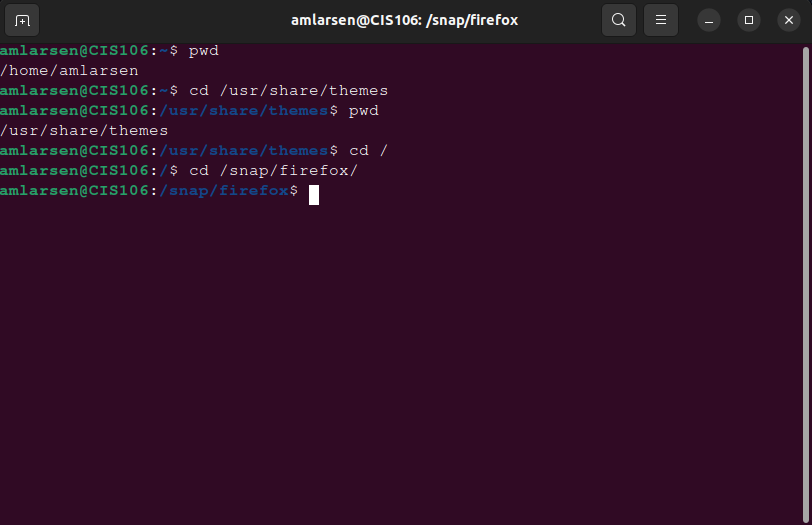 amlarsen@CIS106: /snap/firefox
amlarsen@CIS106:~$ pwd
/home/amlarsen
amlarsen@CIS106:~$ cd /usr/share/themes
amlarsen@CIS106:/usr/share/themes$ pwd
/usr/share/themes
amlarsen@CIS106:/usr/share/themes$ cd /
amlarsen@CIS106:/$ cd /snap/firefox/
amlarsen@CIS106:/snap/firefox$